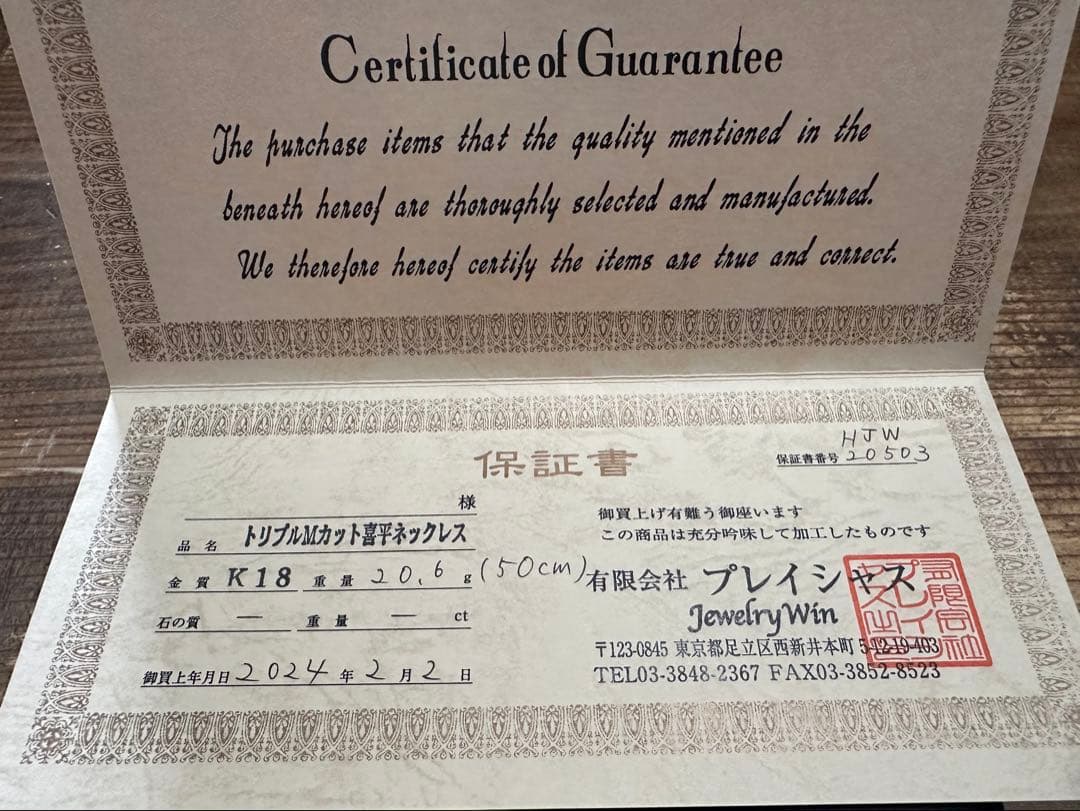 Certificate of Guarantee
The purchase items that the quality mentioned in the
beneath hereof are thoroughly selected and manufactured.
We therefore hereof certify the items are true and correct.
保証書
HJW
保証書番号 20503
様
品名 トリプルMカット喜平ネックレス
金質 K18 重量 20.6 g (50cm)
石の質 — 重量 — ct
御買上年月日 2024 年 2 月 2 日
御買上げ有難う御座います
この商品は充分吟味して加工したものです
有限会社 プレイシャス
JewelryWin
〒123-0845 東京都足立区西新井本町 5-12-19-403
TEL03-3848-2367 FAX03-3852-8523